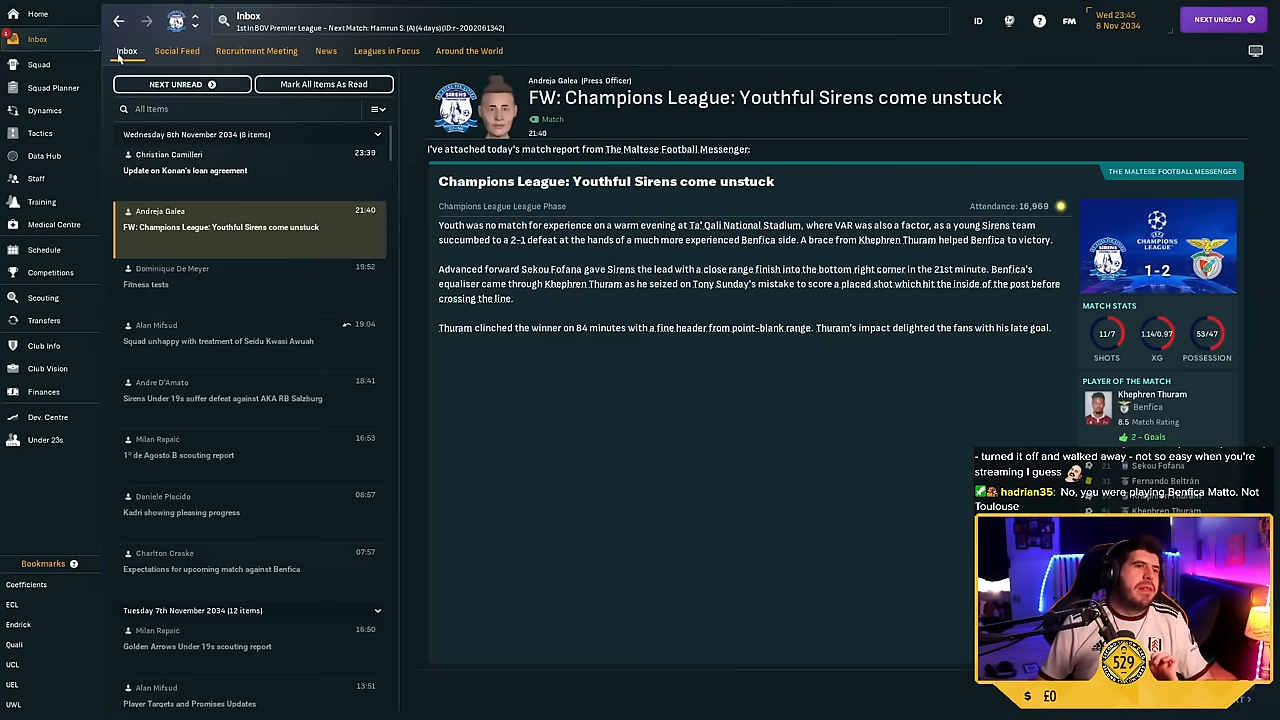 Home
1
Inbox
Squad
Squad Planner
Dynamics
Tactics
Data Hub
Staff
Training
Medical Centre
Schedule
Competitions
Scouting
Transfers
Club Info
Club Vision
Finances
Dev. Centre
Under 23s
Bookmarks
Coefficients
ECL
Endrick
Quali
UCL
UEL
UWL
Inbox
1st in BOV Premier League - Next Match: Hamrun S. (A) (4 days) (ID:r-2002061342)
ID
FM
Wed 23:45
8 Nov 2034
NEXT UNREAD
Inbox
Social Feed
Recruitment Meeting
News
Leagues in Focus
Around the World
NEXT UNREAD
Mark All Items As Read
All Items
Wednesday 8th November 2034 (8 items)
Christian Camilleri 23:39
Update on Konan's loan agreement
Andreja Galea 21:40
FW: Champions League: Youthful Sirens come unstuck
Dominique De Meyer 19:52
Fitness tests
Alan Mifsud 19:04
Squad unhappy with treatment of Seidu Kwasi Awuah
Andre D'Amato 18:41
Sirens Under 19s suffer defeat against AKA RB Salzburg
Milan Rapaić 16:53
1º de Agosto B scouting report
Daniele Placido 08:57
Kadri showing pleasing progress
Charlton Craske 07:57
Expectations for upcoming match against Benfica
Tuesday 7th November 2034 (12 items)
Milan Rapaić 16:50
Golden Arrows Under 19s scouting report
Alan Mifsud 13:51
Player Targets and Promises Updates
Andreja Galea (Press Officer)
FW: Champions League: Youthful Sirens come unstuck
Match
21:40
I've attached today's match report from The Maltese Football Messenger:
THE MALTESE FOOTBALL MESSENGER
Champions League: Youthful Sirens come unstuck
Champions League League Phase
Attendance: 16,969
Youth was no match for experience on a warm evening at Ta' Qali National Stadium, where VAR was also a factor, as a young Sirens team
succumbed to a 2-1 defeat at the hands of a much more experienced Benfica side. A brace from Khephren Thuram helped Benfica to victory.
Advanced forward Sekou Fofana gave Sirens the lead with a close range finish into the bottom right corner in the 21st minute. Benfica's
equaliser came through Khephren Thuram as he seized on Tony Sunday's mistake to score a placed shot which hit the inside of the post before
crossing the line.
Thuram clinched the winner on 84 minutes with a fine header from point-blank range. Thuram's impact delighted the fans with his late goal.
CHAMPIONS
LEAGUE
1-2
MATCH STATS
11/7
1.14/0.97
53/47
SHOTS
XG
POSSESSION
PLAYER OF THE MATCH
Khephren Thuram
Benfica
8.5 Match Rating
2 - Goals
21 Sekou Fofana
31 Fernando Beltrán
Khephren Thuram
- turned it off and walked away - not so easy when you're
streaming I guess
hadrian35: No, you were playing Benfica Matto. Not
Toulouse
529
$ £0